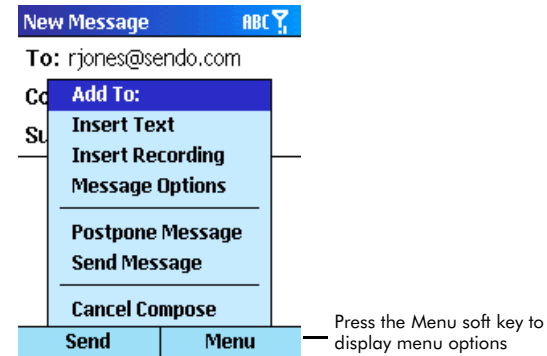 New Message ABC
To: rjones@sendo.com
Cc
Su
Add To:
Insert Text
Insert Recording
Message Options
Postpone Message
Send Message
Cancel Compose
Send Menu
Press the Menu soft key to
display menu options